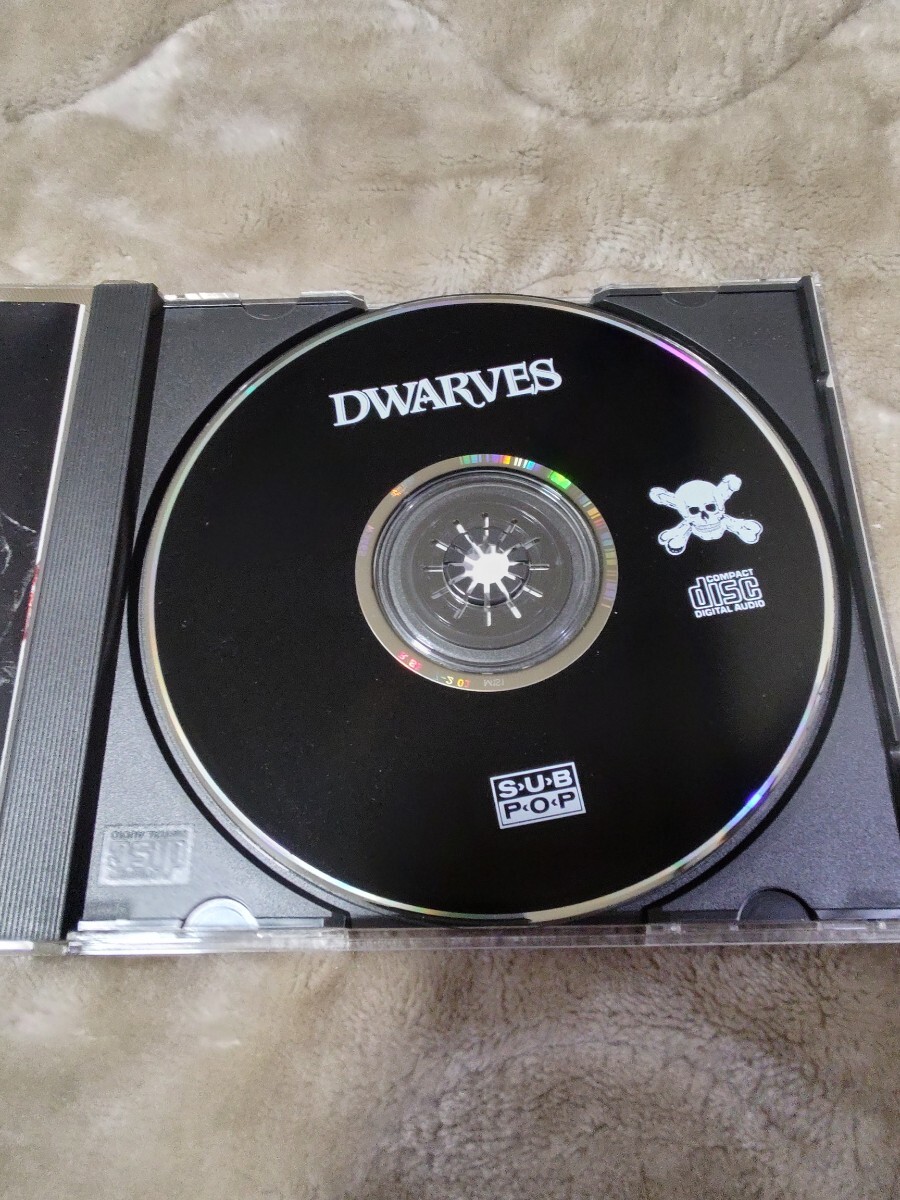 DWARVES
COMPACT
disc
DIGITAL AUDIO
S›U›B
P‹O‹P